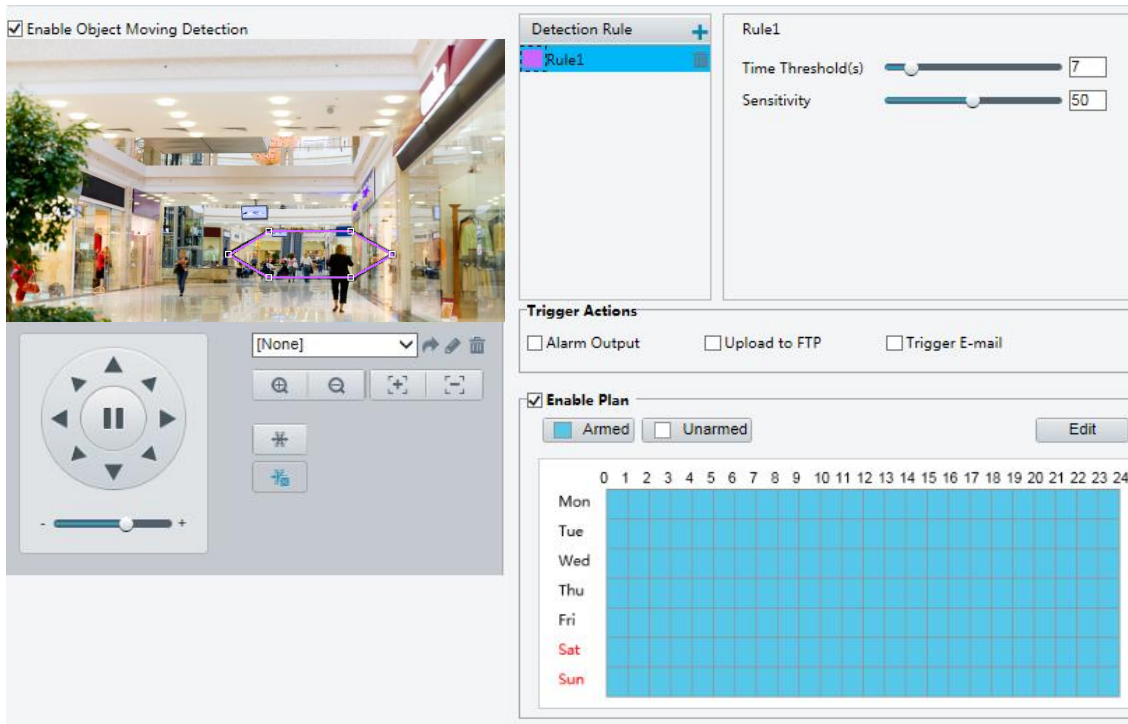 Enable Object Moving Detection
Detection Rule
Rule1
Rule1
Time Threshold(s) 7
Sensitivity 50
[None]
- +
Trigger Actions
Alarm Output Upload to FTP Trigger E-mail
Enable Plan
Armed Unarmed Edit
0 1 2 3 4 5 6 7 8 9 10 11 12 13 14 15 16 17 18 19 20 21 22 23 24
Mon
Tue
Wed
Thu
Fri
Sat
Sun